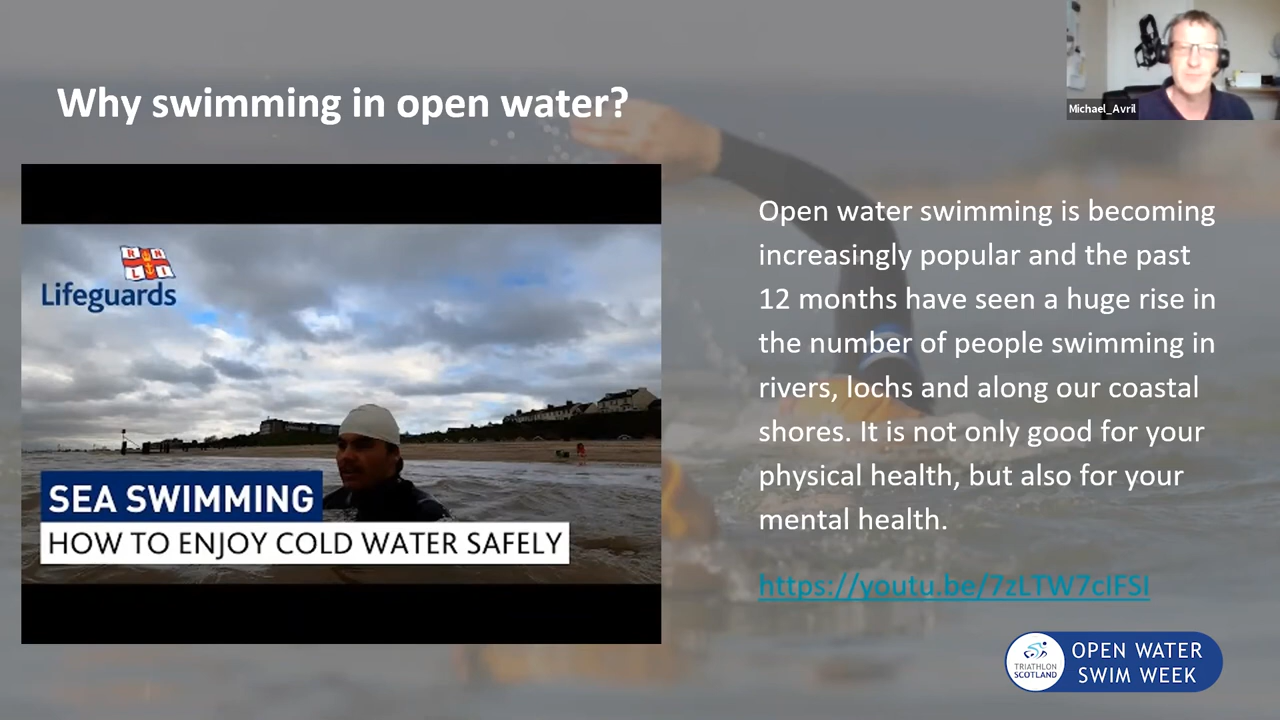 Michael_Avril
Why swimming in open water?
RNLI
Lifeguards
SEA SWIMMING
HOW TO ENJOY COLD WATER SAFELY
Open water swimming is becoming
increasingly popular and the past
12 months have seen a huge rise in
the number of people swimming in
rivers, lochs and along our coastal
shores. It is not only good for your
physical health, but also for your
mental health.
https://youtu.be/7zLTW7cIFSI
TRIATHLON
SCOTLAND
OPEN WATER
SWIM WEEK